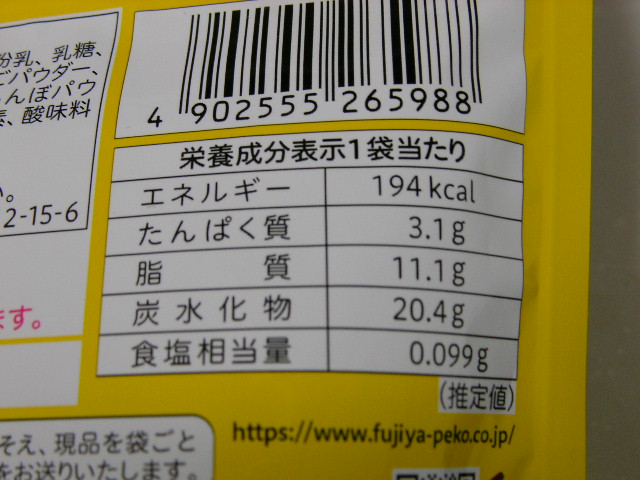 粉乳、乳糖、
ごパウダー、
んぼパウ
、酸味料
い。
2-15-6
ます。
4 902555 265988
栄養成分表示1袋当たり
エネルギー 194kcal
たんぱく質 3.1g
脂質 11.1g
炭水化物 20.4g
食塩相当量 0.099g
(推定値)
そえ、現品を袋ごと
をお送りいたします。
https://www.fujiya-peko.co.jp/